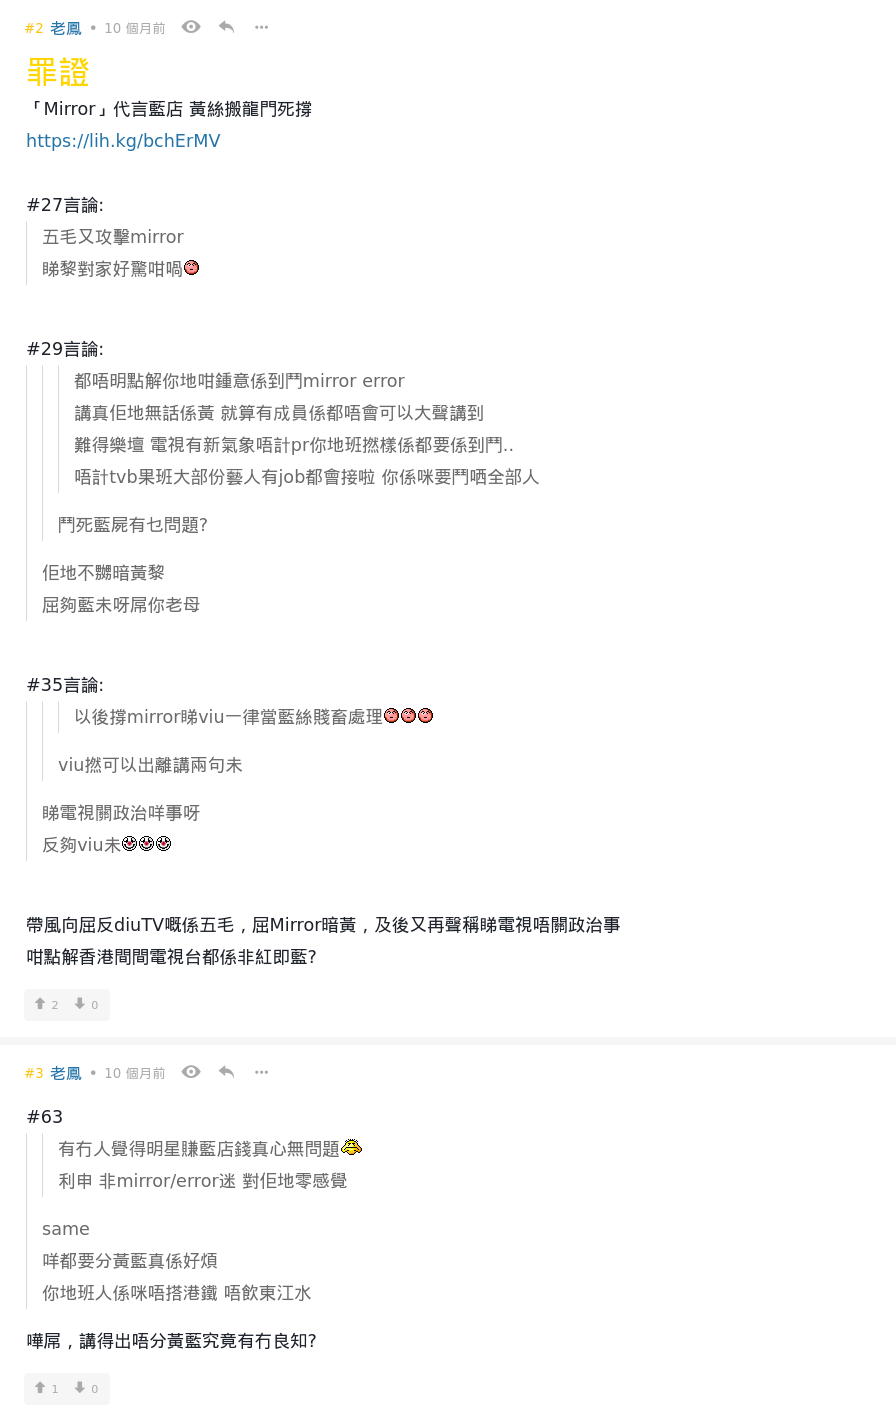 #2 老鳳 • 10 個月前
罪證
「Mirror」代言藍店 黃絲搬龍門死撐
https://lih.kg/bchErMV
#27言論:
五毛又攻擊mirror
睇黎對家好驚咁喎
#29言論:
都唔明點解你地咁鍾意係到鬥mirror error
講真佢地無話係黃 就算有成員係都唔會可以大聲講到
難得樂壇 電視有新氣象唔計pr你地班撚樣係都要係到鬥..
唔計tvb果班大部份藝人有job都會接啦 你係咪要鬥哂全部人
鬥死藍屍有乜問題?
佢地不嬲暗黃黎
屈夠藍未呀屌你老母
#35言論:
以後撐mirror睇viu一律當藍絲賤畜處理
viu撚可以出離講兩句未
睇電視關政治咩事呀
反夠viu未
帶風向屈反diuTV嘅係五毛，屈Mirror暗黃，及後又再聲稱睇電視唔關政治事
咁點解香港間間電視台都係非紅即藍?
2 0
#3 老鳳 • 10 個月前
#63
有冇人覺得明星賺藍店錢真心無問題
利申 非mirror/error迷 對佢地零感覺
same
咩都要分黃藍真係好煩
你地班人係咪唔搭港鐵 唔飲東江水
嘩屌，講得出唔分黃藍究竟有冇良知?
1 0